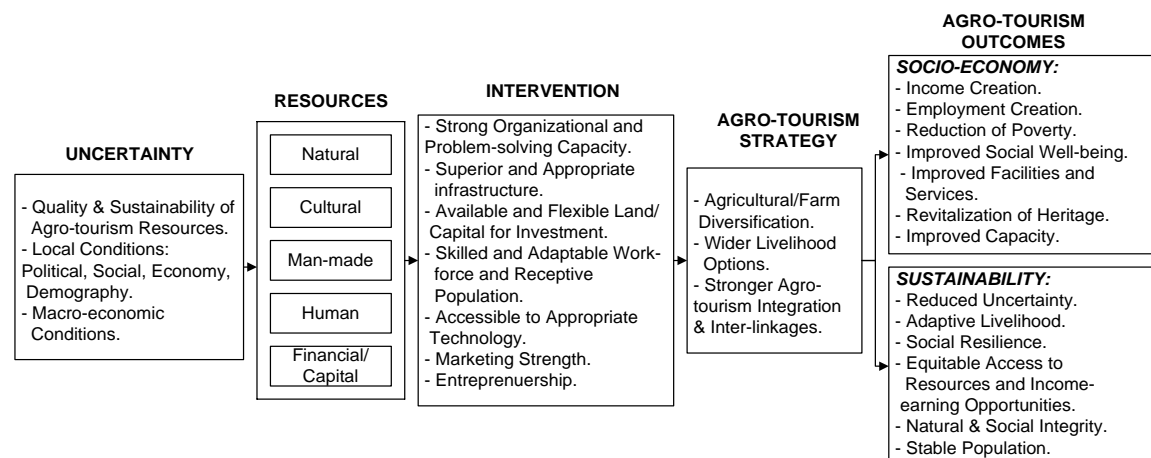 UNCERTAINTY
- Quality & Sustainability of
Agro-tourism Resources.
- Local Conditions:
Political, Social, Economy,
Demography.
- Macro-economic
Conditions.
RESOURCES
Natural
Cultural
Man-made
Human
Financial/
Capital
INTERVENTION
- Strong Organizational and
Problem-solving Capacity.
- Superior and Appropriate
infrastructure.
- Available and Flexible Land/
Capital for Investment.
- Skilled and Adaptable Work-
force and Receptive
Population.
- Accessible to Appropriate
Technology.
- Marketing Strength.
- Entreprenuership.
AGRO-TOURISM
STRATEGY
- Agricultural/Farm
Diversification.
- Wider Livelihood
Options.
- Stronger Agro-
tourism Integration
& Inter-linkages.
AGRO-TOURISM
OUTCOMES
SOCIO-ECONOMY:
- Income Creation.
- Employment Creation.
- Reduction of Poverty.
- Improved Social Well-being.
- Improved Facilities and
Services.
- Revitalization of Heritage.
- Improved Capacity.
SUSTAINABILITY:
- Reduced Uncertainty.
- Adaptive Livelihood.
- Social Resilience.
- Equitable Access to
Resources and Income-
earning Opportunities.
- Natural & Social Integrity.
- Stable Population.